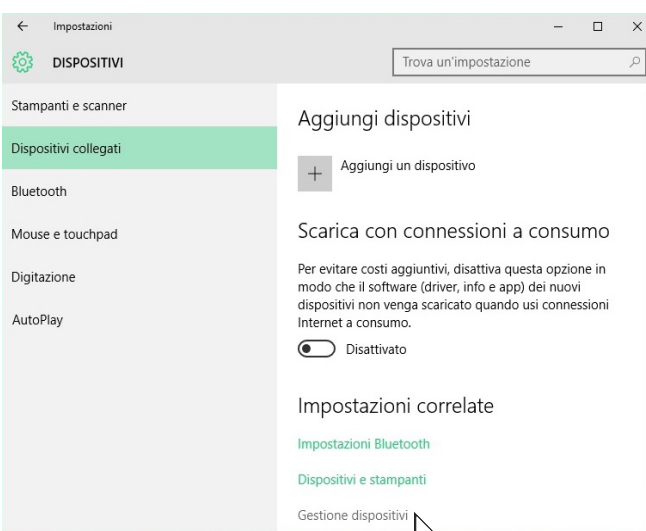 Impostazioni
DISPOSITIVI
Trova un'impostazione
Stampanti e scanner
Dispositivi collegati
Bluetooth
Mouse e touchpad
Digitazione
AutoPlay
Aggiungi dispositivi
Aggiungi un dispositivo
Scarica con connessioni a consumo
Per evitare costi aggiuntivi, disattiva questa opzione in
modo che il software (driver, info e app) dei nuovi
dispositivi non venga scaricato quando usi connessioni
Internet a consumo.
Disattivato
Impostazioni correlate
Impostazioni Bluetooth
Dispositivi e stampanti
Gestione dispositivi